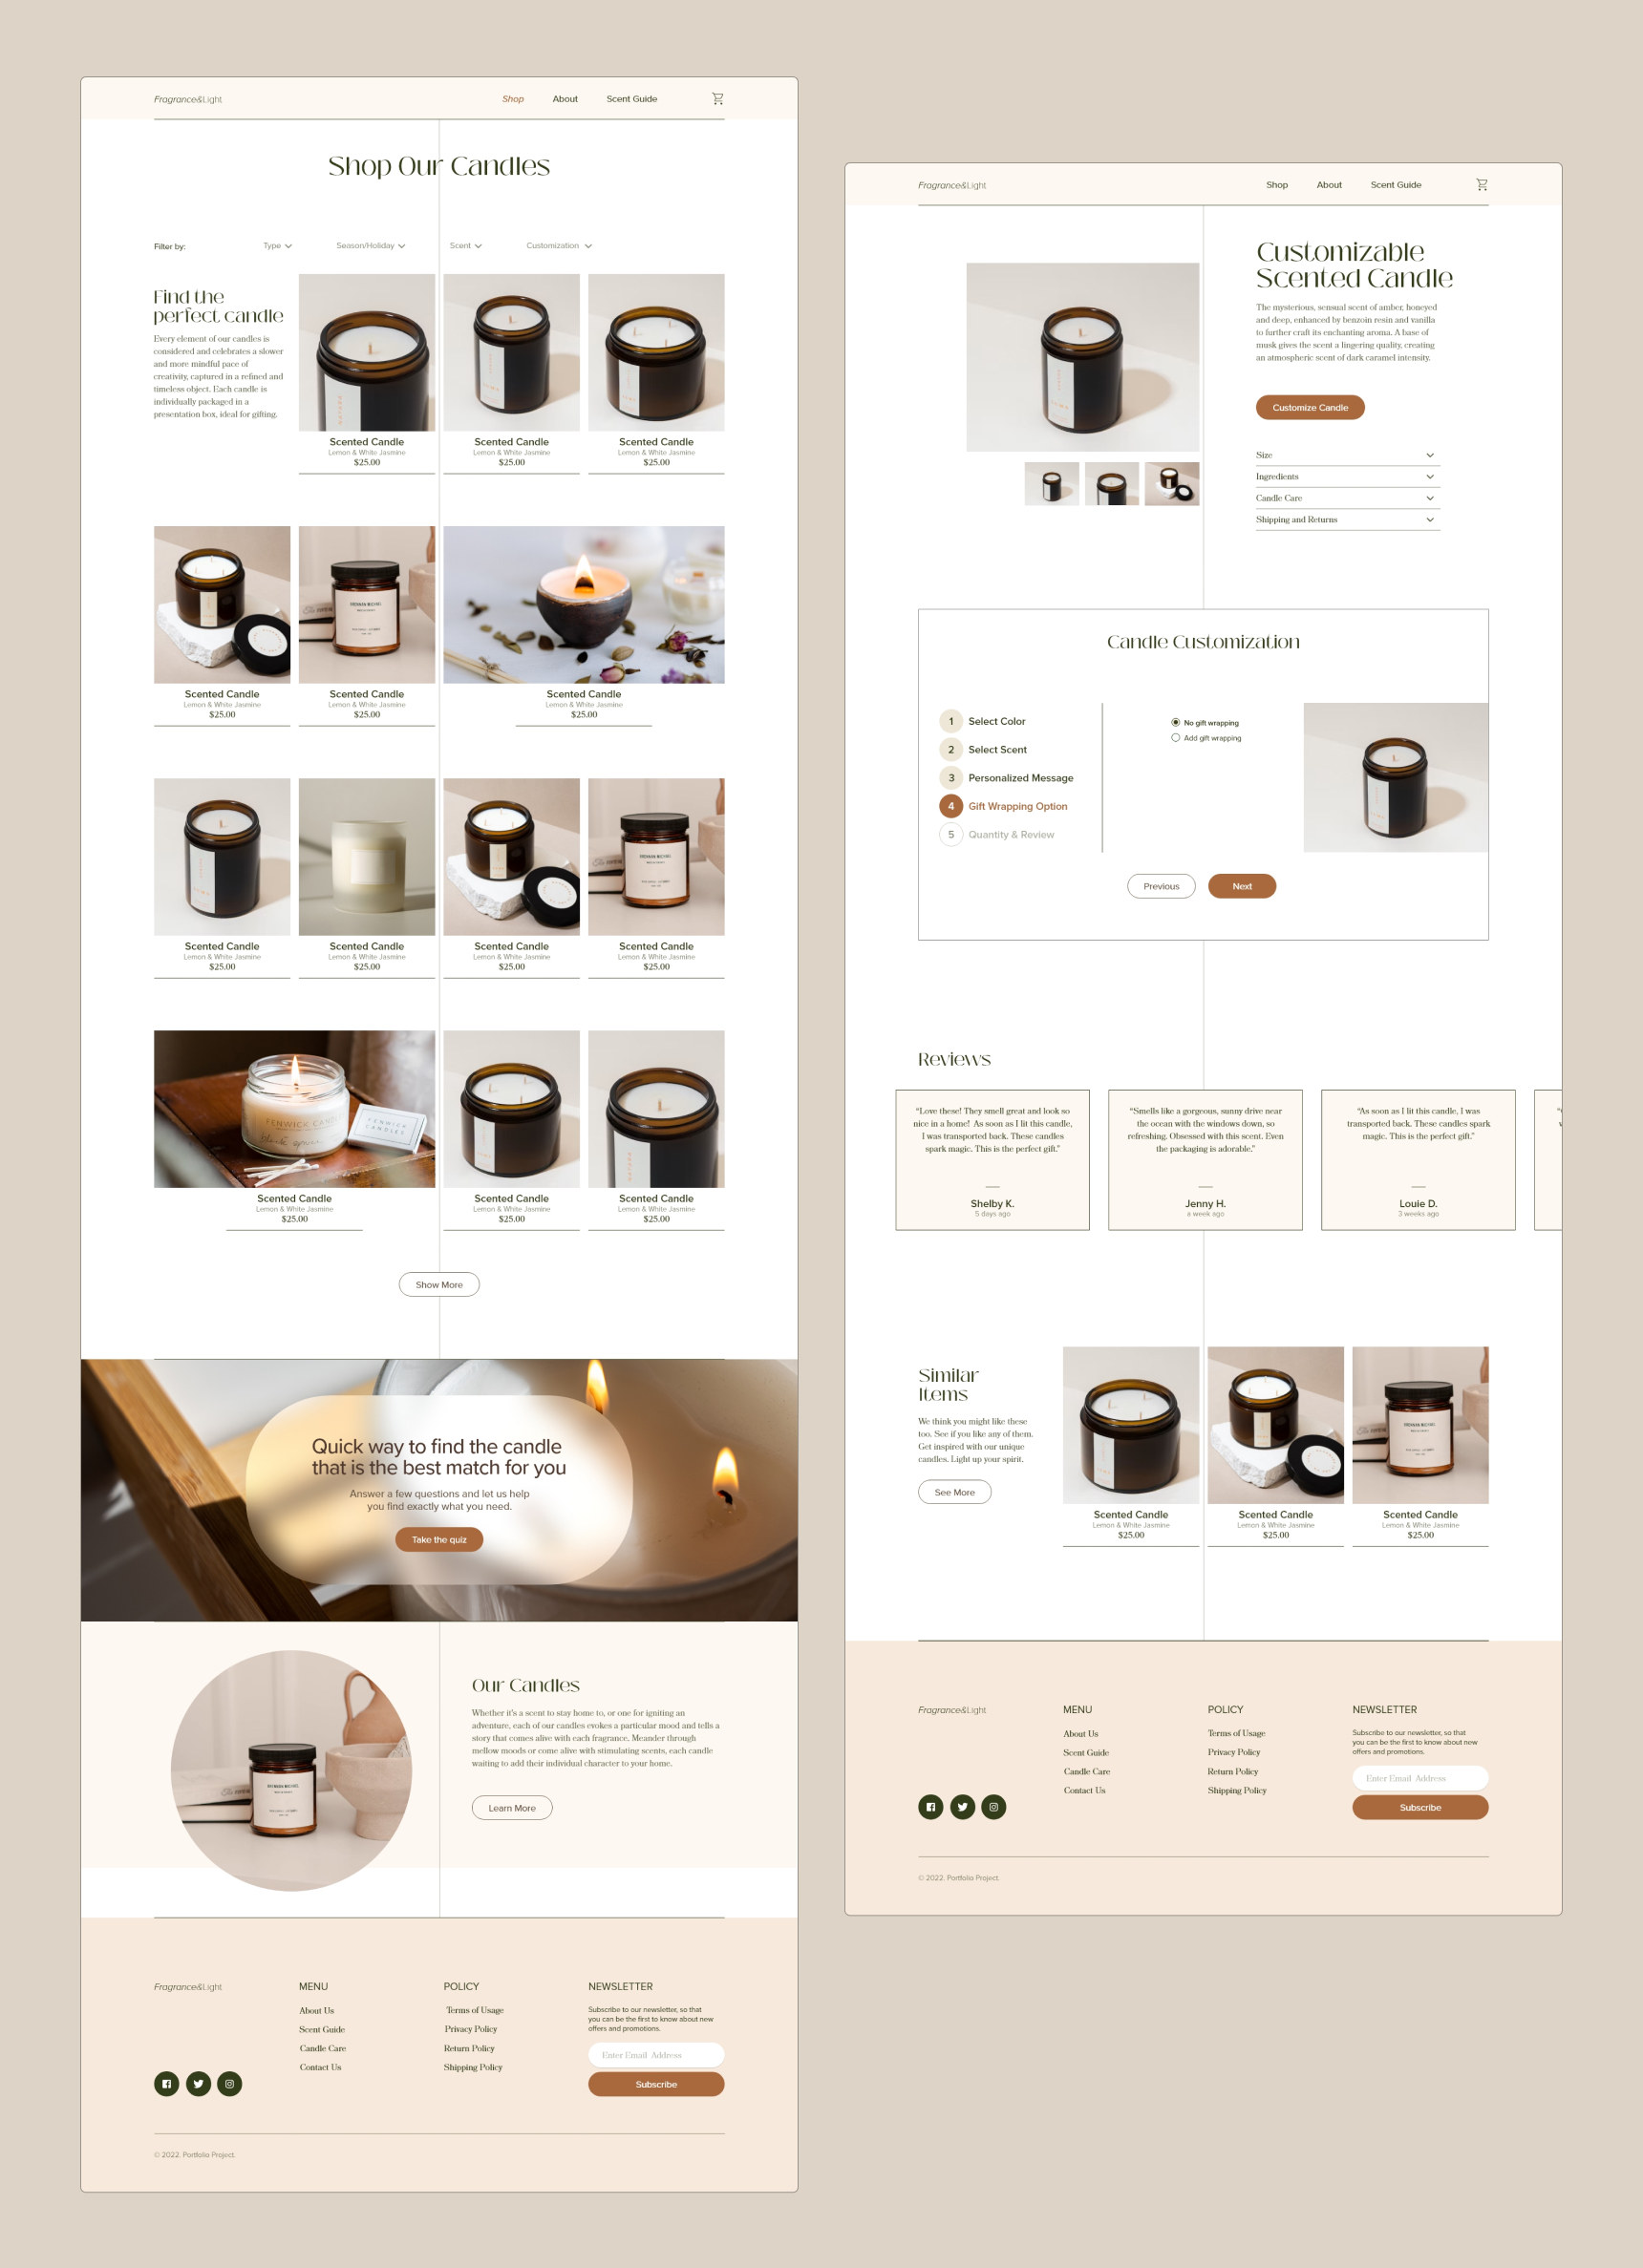 Fragrance&Light
Shop
About
Scent Guide
Shop Our Candles
Filter by:
Type
Season/Holiday
Scent
Customization
Find the
perfect candle
Every element of our candles is
considered and celebrates a slower
and more mindful pace of
creativity, captured in a refined and
timeless object. Each candle is
individually packaged in a
presentation box, ideal for gifting.
Scented Candle
Lemon & White Jasmine
$25.00
Scented Candle
Lemon & White Jasmine
$25.00
Scented Candle
Lemon & White Jasmine
$25.00
Scented Candle
Lemon & White Jasmine
$25.00
Scented Candle
Lemon & White Jasmine
$25.00
Scented Candle
Lemon & White Jasmine
$25.00
Scented Candle
Lemon & White Jasmine
$25.00
Scented Candle
Lemon & White Jasmine
$25.00
Scented Candle
Lemon & White Jasmine
$25.00
Scented Candle
Lemon & White Jasmine
$25.00
FENWICK
CANDLES
Scented Candle
Lemon & White Jasmine
$25.00
Scented Candle
Lemon & White Jasmine
$25.00
Scented Candle
Lemon & White Jasmine
$25.00
Show More
Quick way to find the candle
that is the best match for you
Answer a few questions and let us help
you find exactly what you need.
Take the quiz
Our Candles
Whether it's a scent to stay home to, or one for igniting an
adventure, each of our candles evokes a particular mood and tells a
story that comes alive with each fragrance. Meander through
mellow moods or come alive with stimulating scents, each candle
waiting to add their individual character to your home.
Learn More
Fragrance&Light
MENU
About Us
Scent Guide
Candle Care
Contact Us
POLICY
Terms of Usage
Privacy Policy
Return Policy
Shipping Policy
NEWSLETTER
Subscribe to our newsletter, so that
you can be the first to know about new
offers and promotions.
Enter Email Address
Subscribe
© 2022. Portfolio Project.
Fragrance&Light
Shop
About
Scent Guide
Customizable
Scented Candle
The mysterious, sensual scent of amber, honeyed
and deep, enhanced by benzoin resin and vanilla
to further craft its enchanting aroma. A base of
musk gives the scent a lingering quality, creating
an atmospheric scent of dark caramel intensity.
Customize Candle
Size
Ingredients
Candle Care
Shipping and Returns
Candle Customization
1 Select Color
2 Select Scent
3 Personalized Message
4 Gift Wrapping Option
5 Quantity & Review
No gift wrapping
Add gift wrapping
Previous
Next
Reviews
“Love these! They smell great and look so
nice in a home! As soon as I lit this candle,
I was transported back. These candles
spark magic. This is the perfect gift.”
Shelby K.
5 days ago
“Smells like a gorgeous, sunny drive near
the ocean with the windows down, so
refreshing. Obsessed with this scent. Even
the packaging is adorable.”
Jenny H.
a week ago
“As soon as I lit this candle, I was
transported back. These candles spark
magic. This is the perfect gift.”
Louie D.
3 weeks ago
Similar
Items
We think you might like these
too. See if you like any of them.
Get inspired with our unique
candles. Light up your spirit.
See More
Scented Candle
Lemon & White Jasmine
$25.00
Scented Candle
Lemon & White Jasmine
$25.00
Scented Candle
Lemon & White Jasmine
$25.00
Fragrance&Light
MENU
About Us
Scent Guide
Candle Care
Contact Us
POLICY
Terms of Usage
Privacy Policy
Return Policy
Shipping Policy
NEWSLETTER
Subscribe to our newsletter, so that
you can be the first to know about new
offers and promotions.
Enter Email Address
Subscribe
© 2022. Portfolio Project.